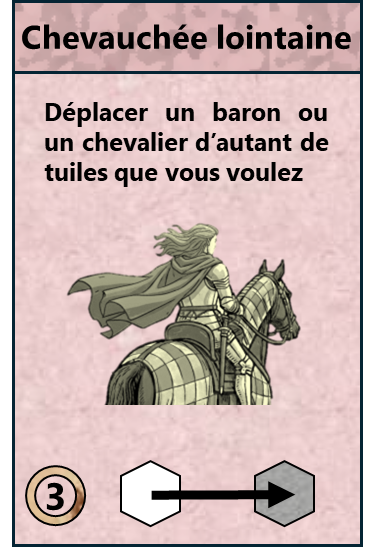 Chevauchée lointaine
Déplacer un baron ou
un chevalier d’autant de
tuiles que vous voulez
3